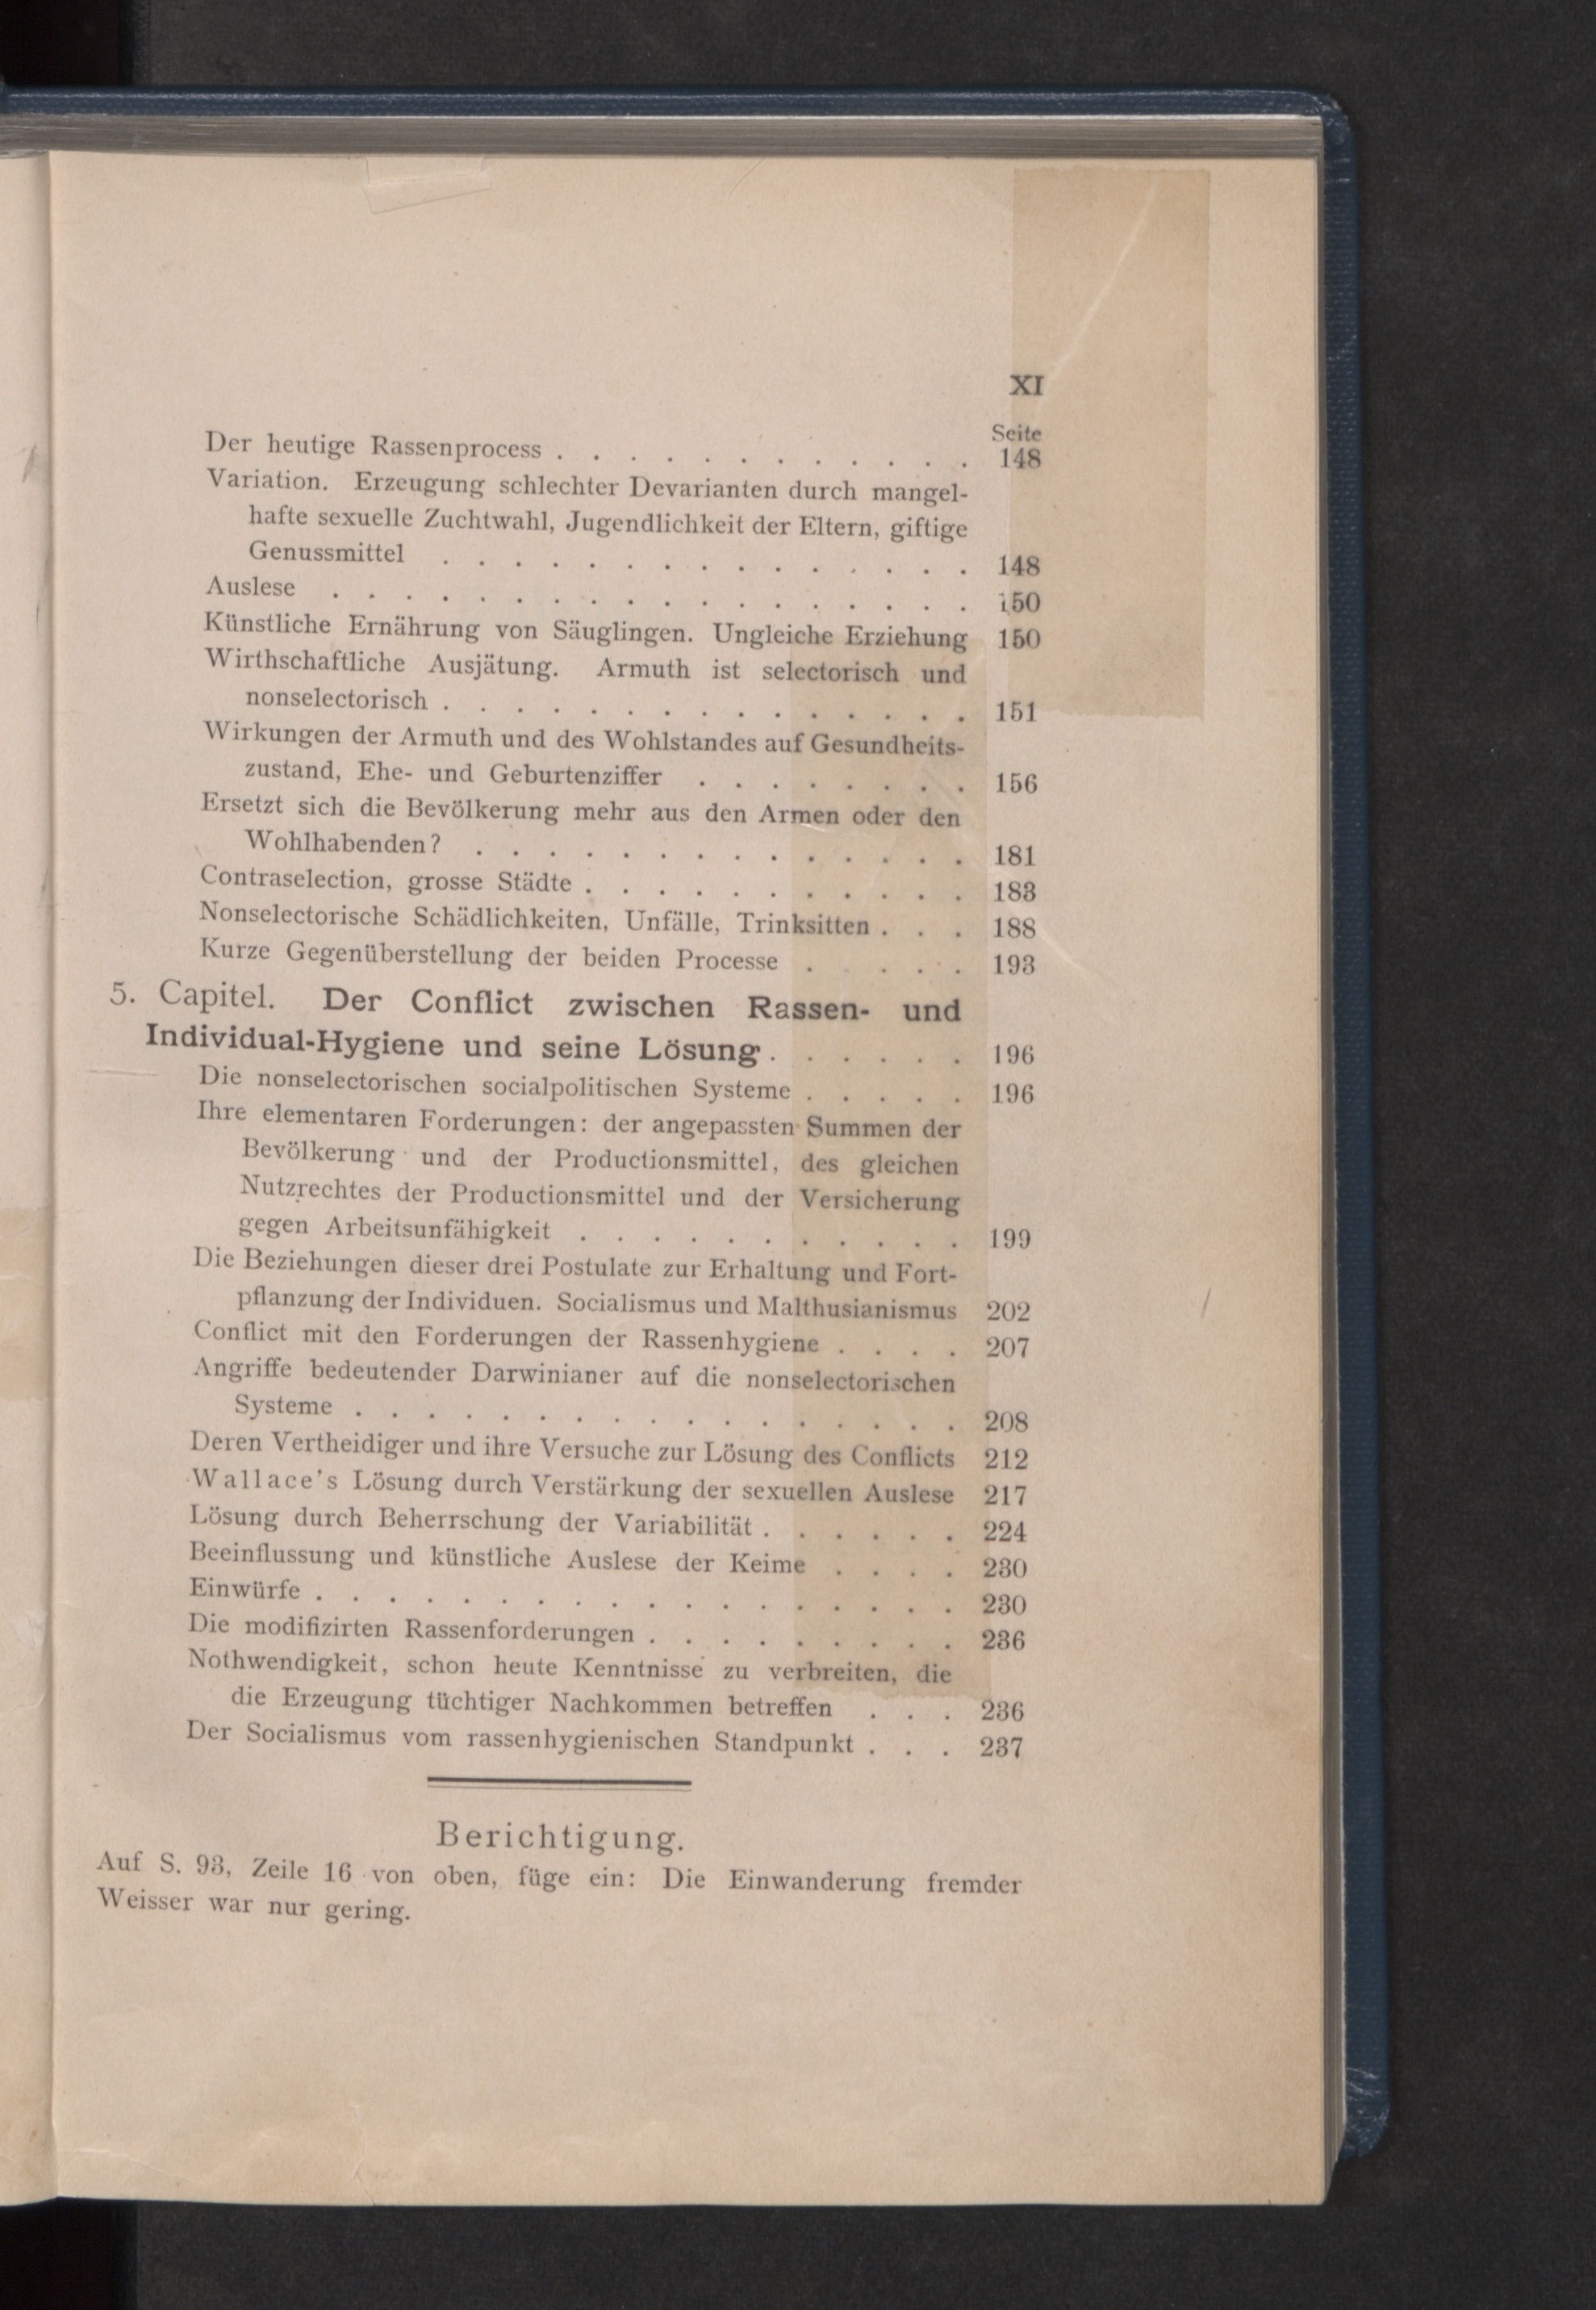 XI
Seite
Der heutige Rassenprocess . . . . . . . . . . . . 148
Variation. Erzeugung schlechter Devarianten durch mangel-
hafte sexuelle Zuchtwahl, Jugendlichkeit der Eltern, giftige
Genussmittel . . . . . . . . . . . . . . . 148
Auslese . . . . . . . . . . . . . . . . . . 150
Künstliche Ernährung von Säuglingen. Ungleiche Erziehung 150
Wirthschaftliche Ausjätung. Armuth ist selectorisch und
nonselectorisch . . . . . . . . . . . . . . . 151
Wirkungen der Armuth und des Wohlstandes auf Gesundheits-
zustand, Ehe- und Geburtenziffer . . . . . . . . 156
Ersetzt sich die Bevölkerung mehr aus den Armen oder den
Wohlhabenden? . . . . . . . . . . . . . . 181
Contraselection, grosse Städte . . . . . . . . . . . 183
Nonselectorische Schädlichkeiten, Unfälle, Trinksitten . . . 188
Kurze Gegenüberstellung der beiden Processe . . . . 193
5. Capitel. Der Conflict zwischen Rassen- und
Individual-Hygiene und seine Lösung . . . . . . 196
Die nonselectorischen socialpolitischen Systeme . . . . . 196
Ihre elementaren Forderungen: der angepassten Summen der
Bevölkerung und der Productionsmittel, des gleichen
Nutzrechtes der Productionsmittel und der Versicherung
gegen Arbeitsunfähigkeit . . . . . . . . . . . 199
Die Beziehungen dieser drei Postulate zur Erhaltung und Fort-
pflanzung der Individuen. Socialismus und Malthusianismus 202
Conflict mit den Forderungen der Rassenhygiene . . . . 207
Angriffe bedeutender Darwinianer auf die nonselectorischen
Systeme . . . . . . . . . . . . . . . . . 208
Deren Vertheidiger und ihre Versuche zur Lösung des Conflicts 212
Wallace's Lösung durch Verstärkung der sexuellen Auslese 217
Lösung durch Beherrschung der Variabilität . . . . . . 224
Beeinflussung und künstliche Auslese der Keime . . . . 230
Einwürfe . . . . . . . . . . . . . . . . . . 230
Die modifizirten Rassenforderungen . . . . . . . . . 236
Nothwendigkeit, schon heute Kenntnisse zu verbreiten, die
die Erzeugung tüchtiger Nachkommen betreffen . . . 236
Der Socialismus vom rassenhygienischen Standpunkt . . . 237
Berichtigung.
Auf S. 93, Zeile 16 von oben, füge ein: Die Einwanderung fremder
Weisser war nur gering.